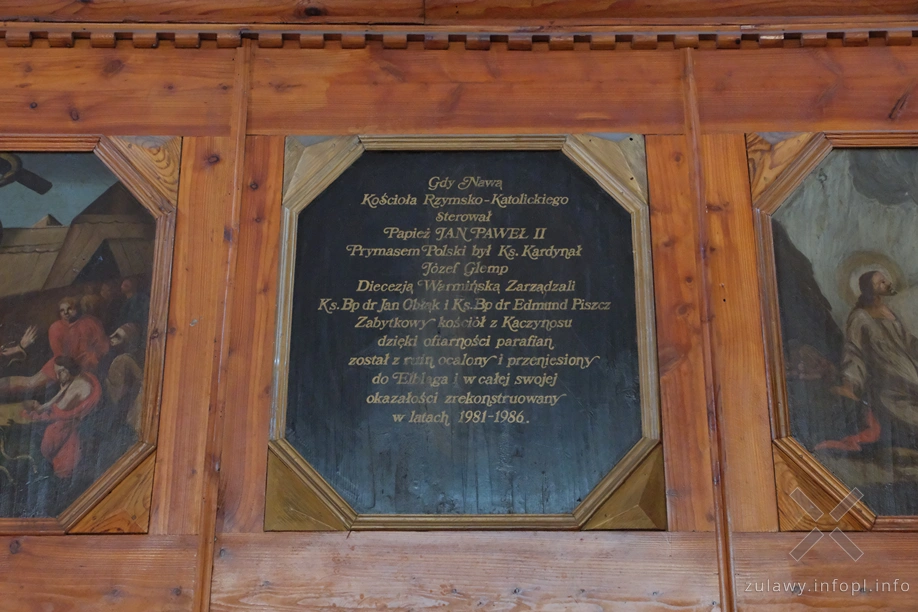 Gdy Nawą
Kościoła Rzymsko-Katolickiego
Sterował
Papież JAN PAWEŁ II
Prymasem Polski był Ks. Kardynał
Józef Glemp
Diecezją Warmińską Zarządzali
Ks. Bp dr Jan Obłąk i Ks. Bp dr Edmund Piszcz
Zabytkowy kościół z Kaczynosu
dzięki ofiarności parafian
został z ruin ocalony i przeniesiony
do Elbląga i w całej swojej
okazałości zrekonstruowany
w latach 1981-1986.
zulawy.infopl.info